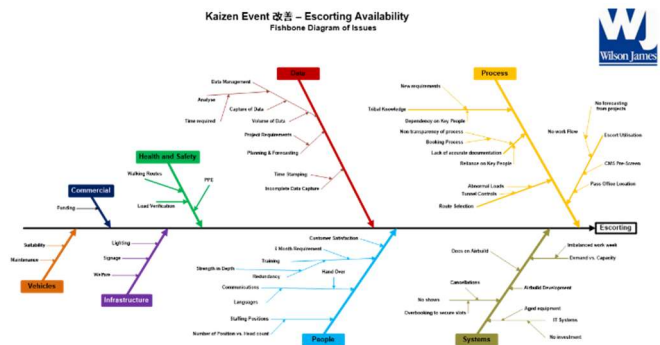 Kaizen Event 改善 – Escorting Availability
Fishbone Diagram of Issues
WJ
Wilson James
Data
Data Management
Analyse
Time required
Capture of Data
Volume of Data
Project Requirements
Planning & Forecasting
Time Stamping
Incomplete Data Capture
Process
New requirements
Tribal Knowledge
Dependency on Key People
Non transparency of process
Booking Process
Lack of accurate documentation
Reliance on Key People
Abnormal Loads
Tunnel Controls
Route Selection
No forecasting
from projects
No work Flow
Escort Utilisation
CMS Pre-Screen
Pass Office Location
Health and Safety
Walking Routes
PPE
Load Verification
Commercial
Funding
Escorting
Suitability
Maintenance
Vehicles
Lighting
Signage
Welfare
Infrastructure
Customer Satisfaction
6 Month Requirement
Training
Strength in Depth
Redundancy
Hand Over
Communications
Languages
Staffing Positions
Number of Position vs. Head count
People
Imbalanced work week
Demand vs. Capacity
Cancellations
Airbuild Development
No shows
Overbooking to secure slots
Aged equipment
IT Systems
No investment
Systems